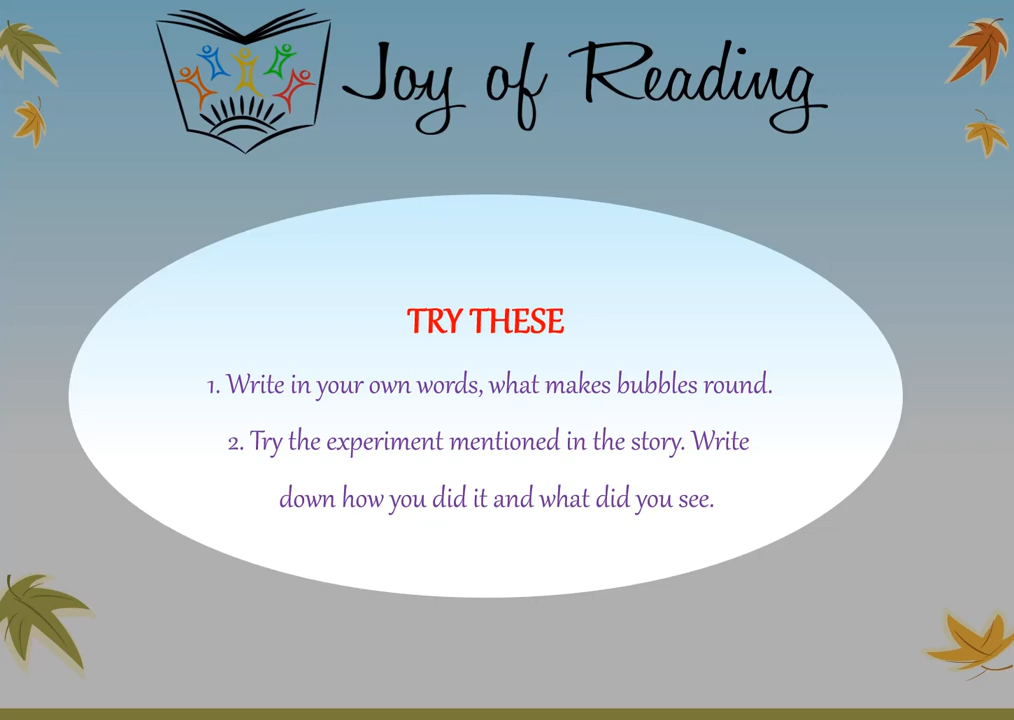 Joy of Reading
TRY THESE
1. Write in your own words, what makes bubbles round.
2. Try the experiment mentioned in the story. Write
down how you did it and what did you see.